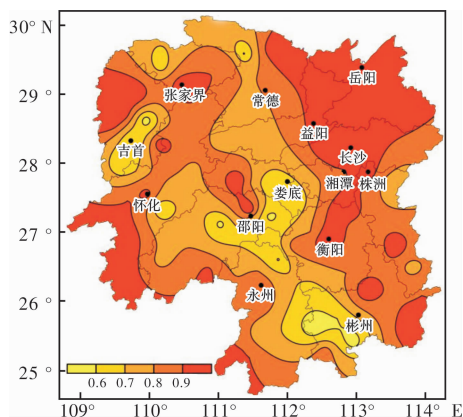 30° N
29°
28°
27°
26°
25°
岳阳
张家界
常德
益阳
吉首
长沙
湘潭 株洲
怀化
娄底
邵阳
衡阳
永州
彬州
0.6 0.7 0.8 0.9
109° 110° 111° 112° 113° 114° E